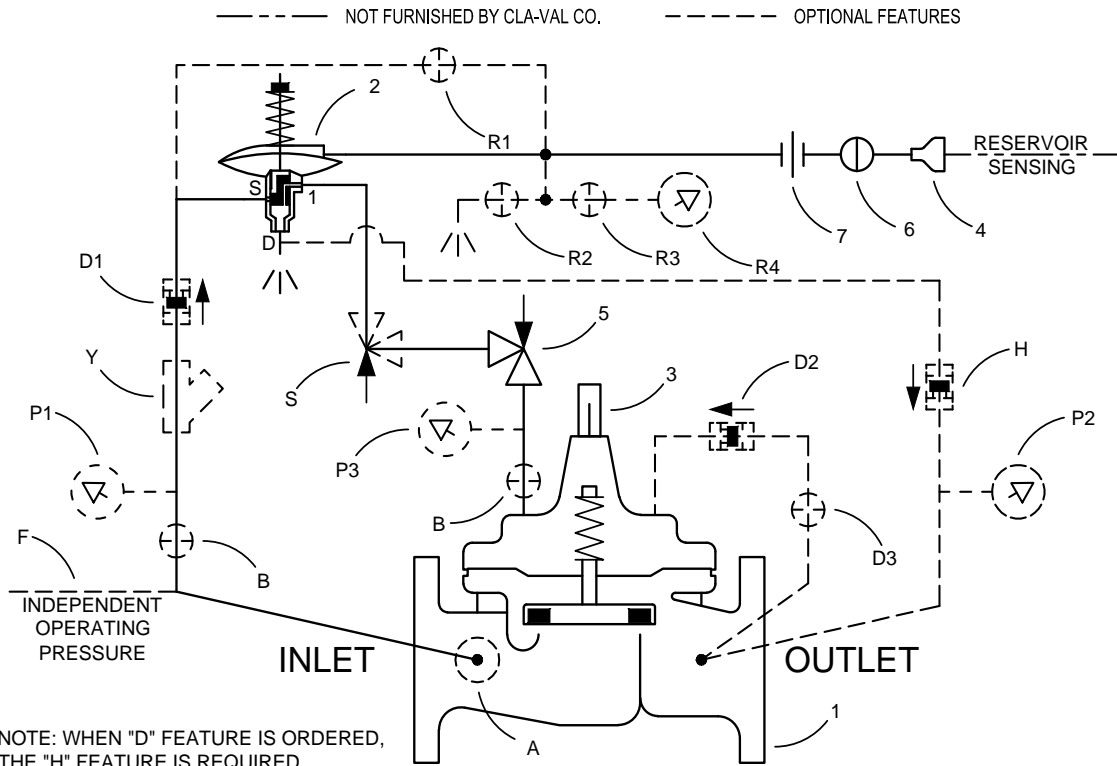 NOT FURNISHED BY CLA-VAL CO.
OPTIONAL FEATURES
2
R1
RESERVOIR
SENSING
S
1
D
R2
R3
R4
7
6
4
D1
5
Y
S
3
D2
H
P1
P3
P2
F
B
B
D3
INDEPENDENT
OPERATING
PRESSURE
INLET
OUTLET
A
1
NOTE: WHEN "D" FEATURE IS ORDERED,
THE "H" FEATURE IS REQUIRED